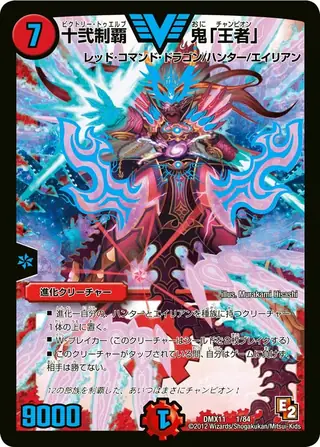 ビクトリー・トゥエルブ
おに
チャンピオン
7
十弐制覇 V 鬼「王者」
レッド・コマンド・ドラゴン/ハンター/エイリアン
illus. Murakami Hisashi
進化クリーチャー
■進化―自分の、ハンターとエイリアンを種族に持つクリーチャー
1体の上に置く。
■W・ブレイカー(このクリーチャーはシールドを2枚ブレイクする)
■このクリーチャーがタップされている間、自分はゲームに負けず、
相手は勝てない。
12の部族を制覇した、あいつはまさにチャンピオン!
9000
E2
DMX11 1/84
©2012 Wizards/Shogakukan/Mitsui-Kids